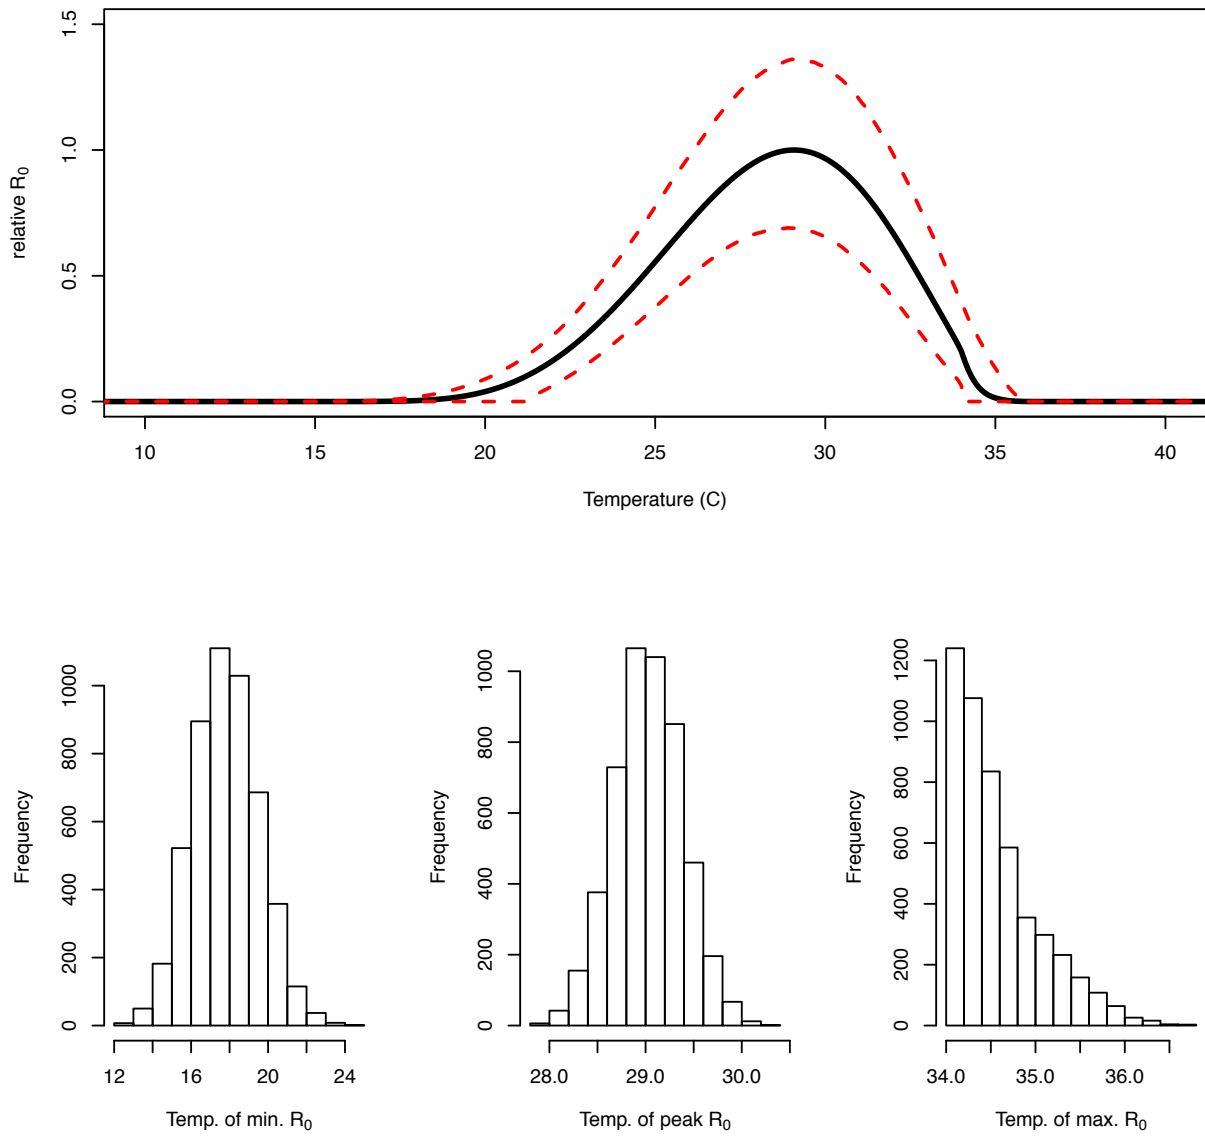 1.5
1.0
0.5
0.0
relative R₀
10 15 20 25 30 35 40
Temperature (C)
1000
800
600
400
200
0
Frequency
12 16 20 24
Temp. of min. R₀
1000
800
600
400
200
0
Frequency
28.0 29.0 30.0
Temp. of peak R₀
1200
1000
800
600
400
200
0
Frequency
34.0 35.0 36.0
Temp. of max. R₀